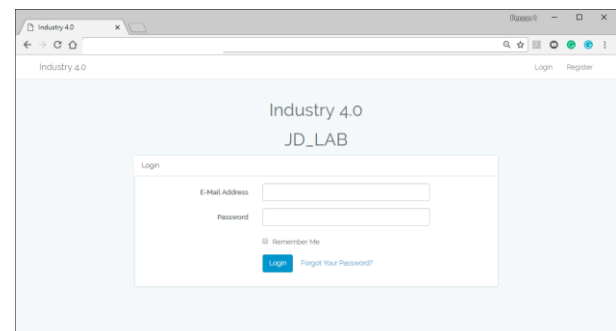 Industry 4.0
Industry 4.0
Login Register
Industry 4.0
JD_LAB
Login
E-Mail Address
Password
Remember Me
Login Forgot Your Password?